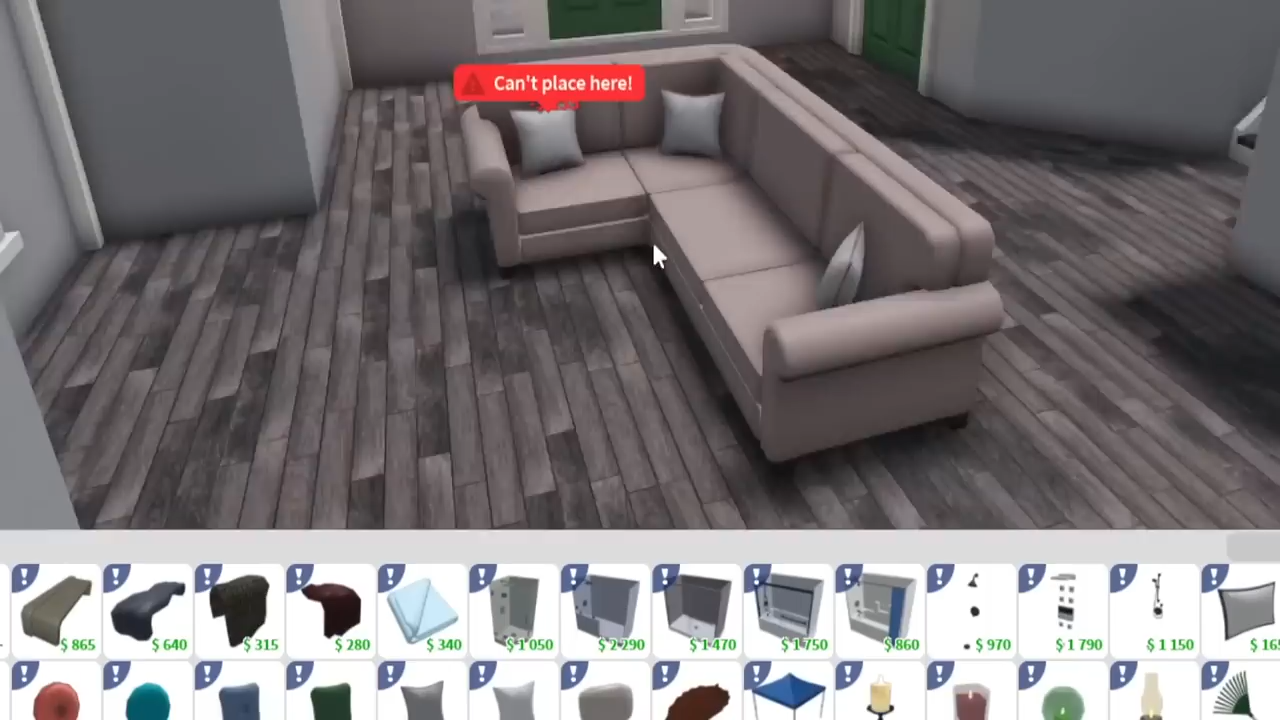 Can't place here!
$ 865
$ 640
$ 315
$ 280
$ 340
$ 1 050
$ 2 290
$ 1 470
$ 1 750
$ 860
$ 970
$ 1 790
$ 1 150